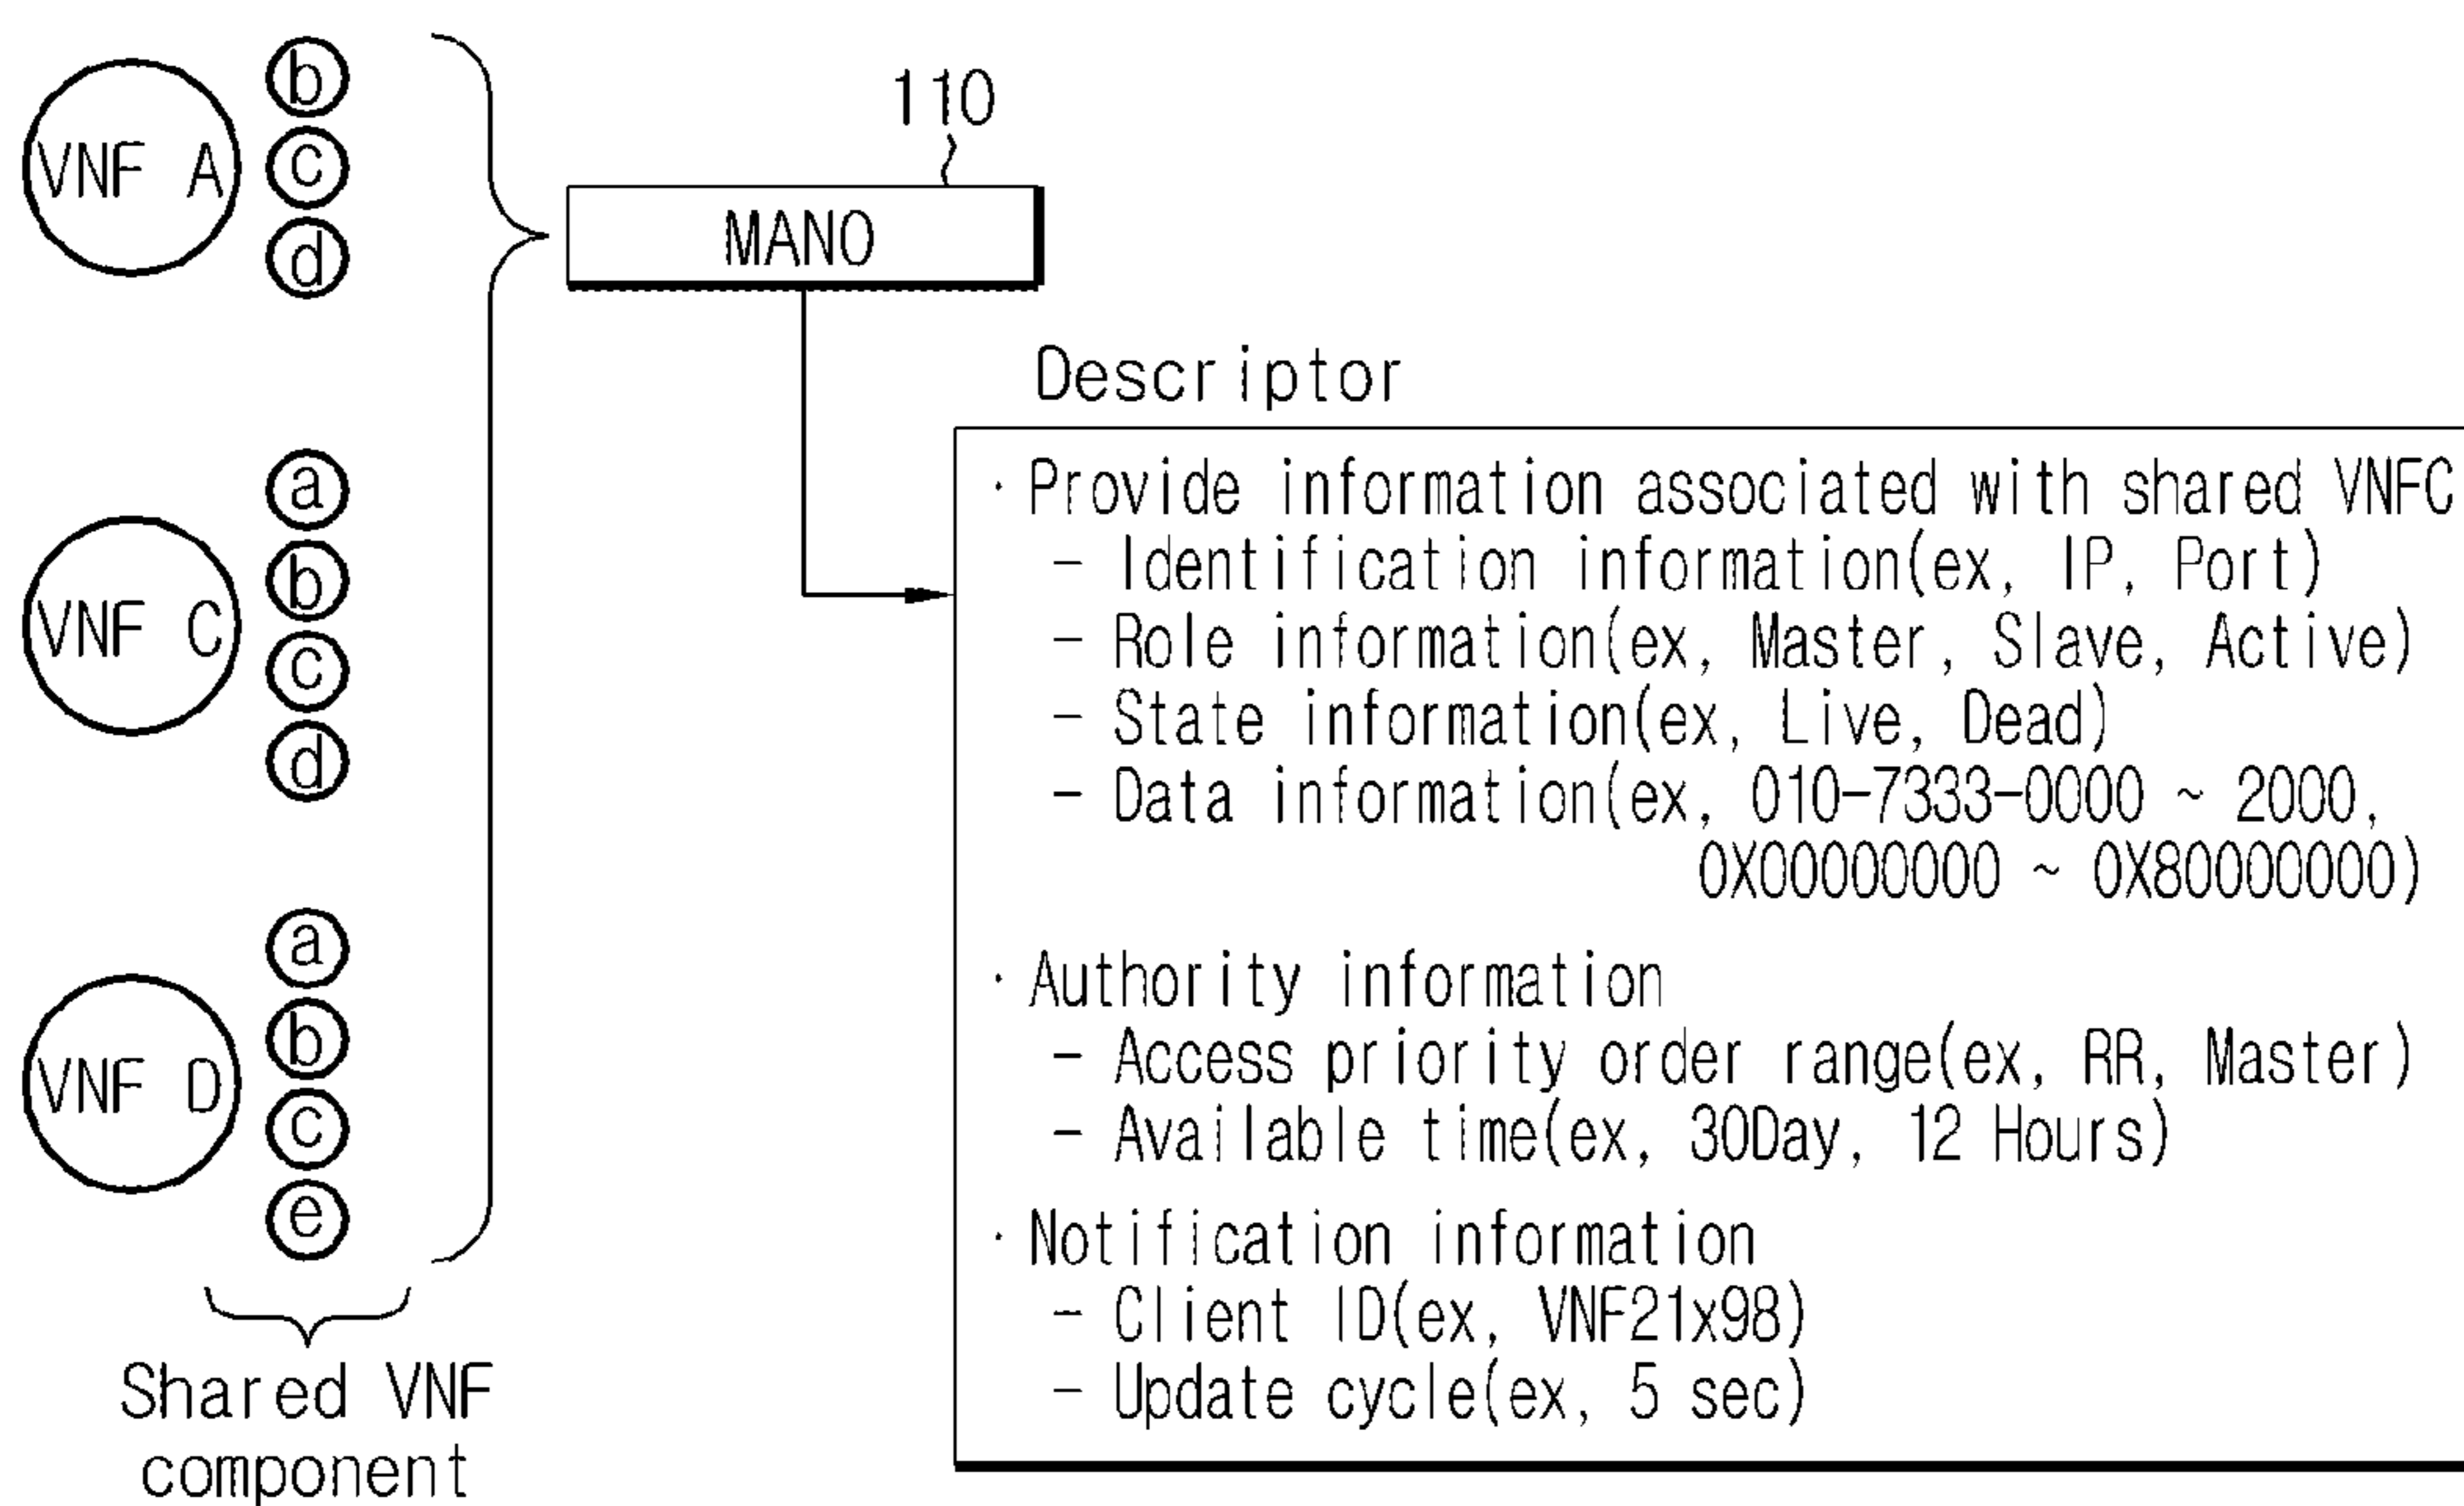 VNF A
b
c
d
VNF C
a
b
c
d
VNF D
a
b
c
e
Shared VNF
component
110
MANO
Descriptor
· Provide information associated with shared VNFC
- Identification information(ex, IP, Port)
- Role information(ex, Master, Slave, Active)
- State information(ex, Live, Dead)
- Data information(ex, 010-7333-0000 ~ 2000,
0X00000000 ~ 0X80000000)
· Authority information
- Access priority order range(ex, RR, Master)
- Available time(ex, 30Day, 12 Hours)
· Notification information
- Client ID(ex, VNF21x98)
- Update cycle(ex, 5 sec)